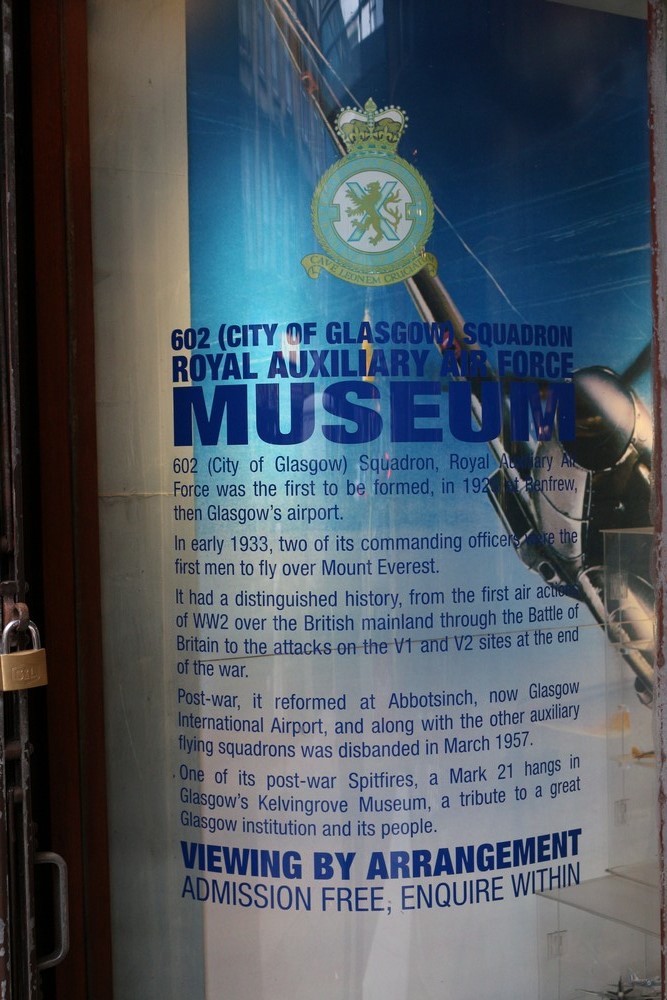 CAVE LEONEM CRUCIATUM
602 (CITY OF GLASGOW) SQUADRON
ROYAL AUXILIARY AIR FORCE
MUSEUM
602 (City of Glasgow) Squadron, Royal Auxiliary Air
Force was the first to be formed, in 192 at Renfrew,
then Glasgow's airport.
In early 1933, two of its commanding officers were the
first men to fly over Mount Everest.
It had a distinguished history, from the first air action
of WW2 over the British mainland through the Battle of
Britain to the attacks on the V1 and V2 sites at the end
of the war.
Post-war, it reformed at Abbotsinch, now Glasgow
International Airport, and along with the other auxiliary
flying squadrons was disbanded in March 1957.
One of its post-war Spitfires, a Mark 21 hangs in
Glasgow's Kelvingrove Museum, a tribute to a great
Glasgow institution and its people.
VIEWING BY ARRANGEMENT
ADMISSION FREE, ENQUIRE WITHIN